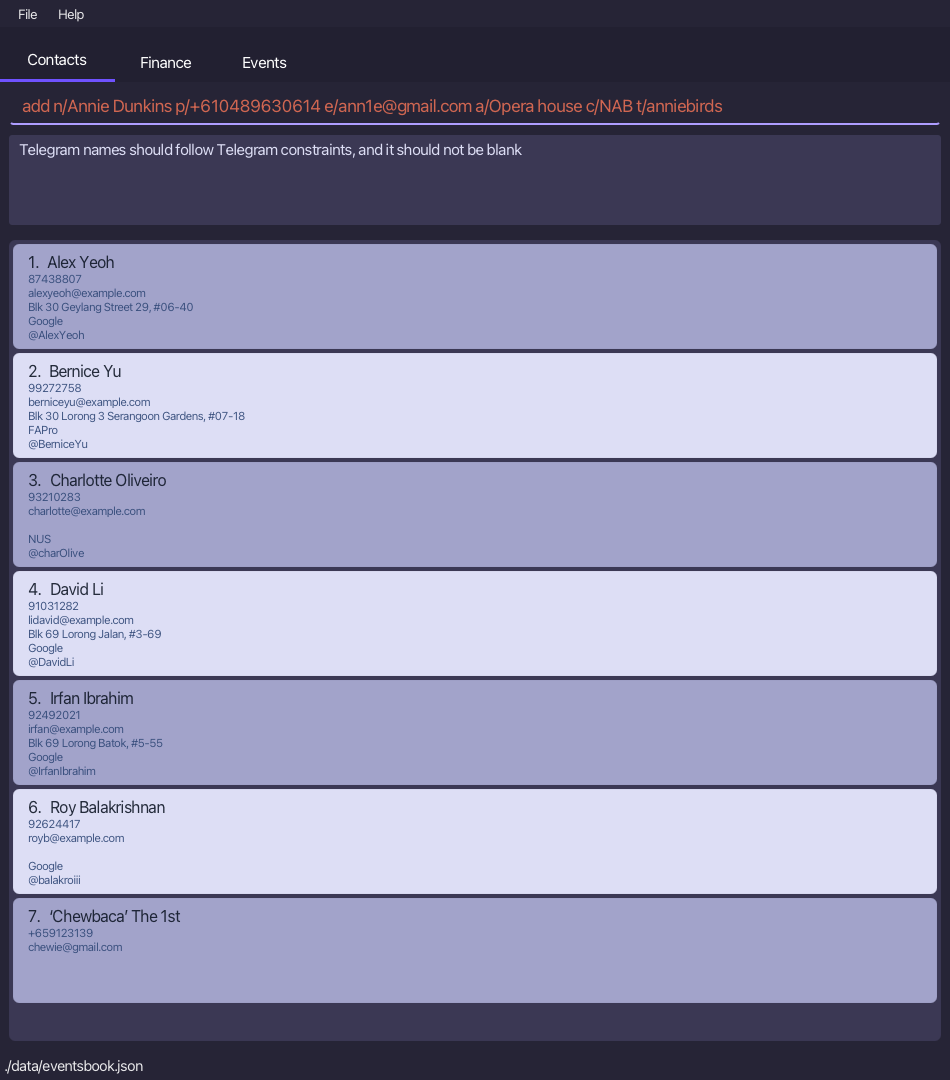 File Help
Contacts Finance Events
add n/Annie Dunkins p/+610489630614 e/ann1e@gmail.com a/Opera house c/NAB t/anniebirds
Telegram names should follow Telegram constraints, and it should not be blank
1. Alex Yeoh
87438807
alexyeoh@example.com
Blk 30 Geylang Street 29, #06-40
Google
@AlexYeoh
2. Bernice Yu
99272758
berniceyu@example.com
Blk 30 Lorong 3 Serangoon Gardens, #07-18
FAPro
@BerniceYu
3. Charlotte Oliveiro
93210283
charlotte@example.com
NUS
@charOlive
4. David Li
91031282
lidavid@example.com
Blk 69 Lorong Jalan, #3-69
Google
@DavidLi
5. Irfan Ibrahim
92492021
irfan@example.com
Blk 69 Lorong Batok, #5-55
Google
@IrfanIbrahim
6. Roy Balakrishnan
92624417
royb@example.com
Google
@balakroiii
7. ‘Chewbaca’ The 1st
+659123139
chewie@gmail.com
./data/eventsbook.json